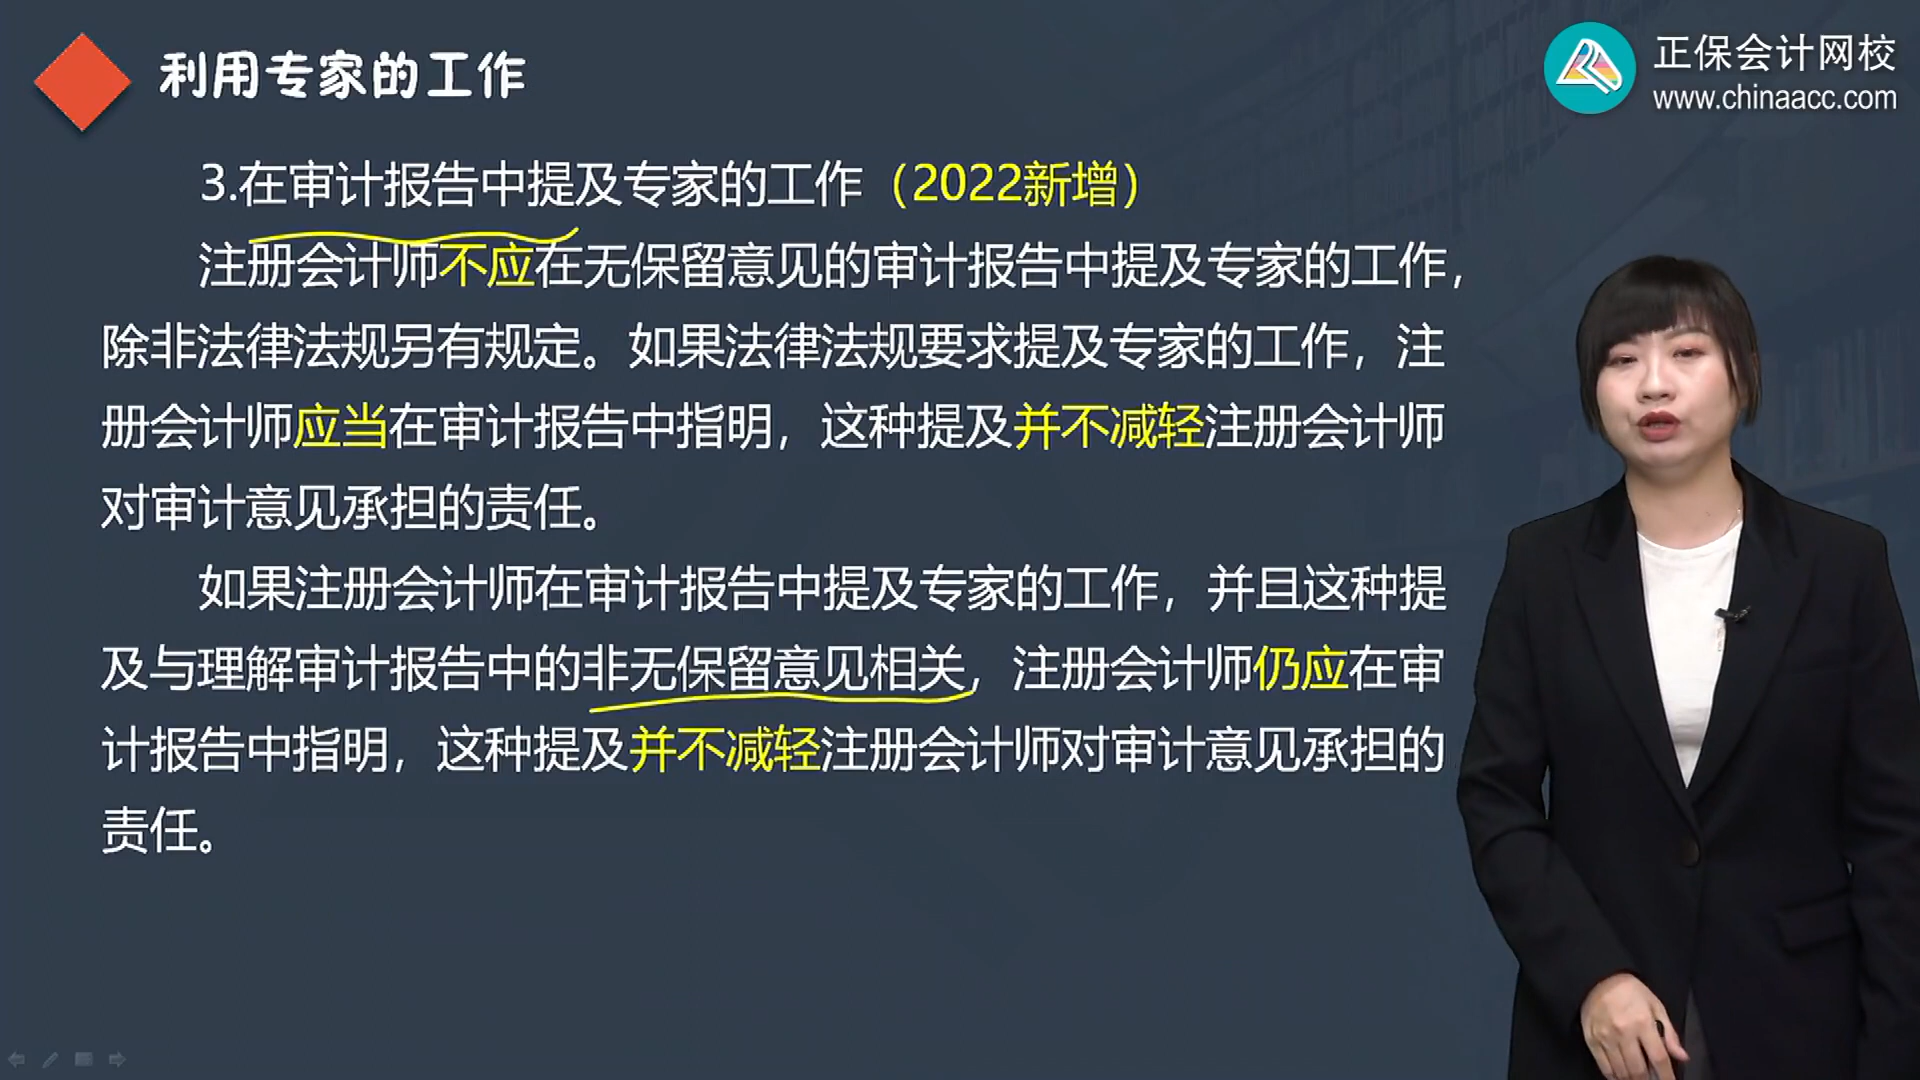 利用专家的工作
正保会计网校
www.chinaacc.com
3.在审计报告中提及专家的工作（2022新增）
注册会计师不应在无保留意见的审计报告中提及专家的工作，
除非法律法规另有规定。如果法律法规要求提及专家的工作，注
册会计师应当在审计报告中指明，这种提及并不减轻注册会计师
对审计意见承担的责任。
如果注册会计师在审计报告中提及专家的工作，并且这种提
及与理解审计报告中的非无保留意见相关，注册会计师仍应在审
计报告中指明，这种提及并不减轻注册会计师对审计意见承担的
责任。